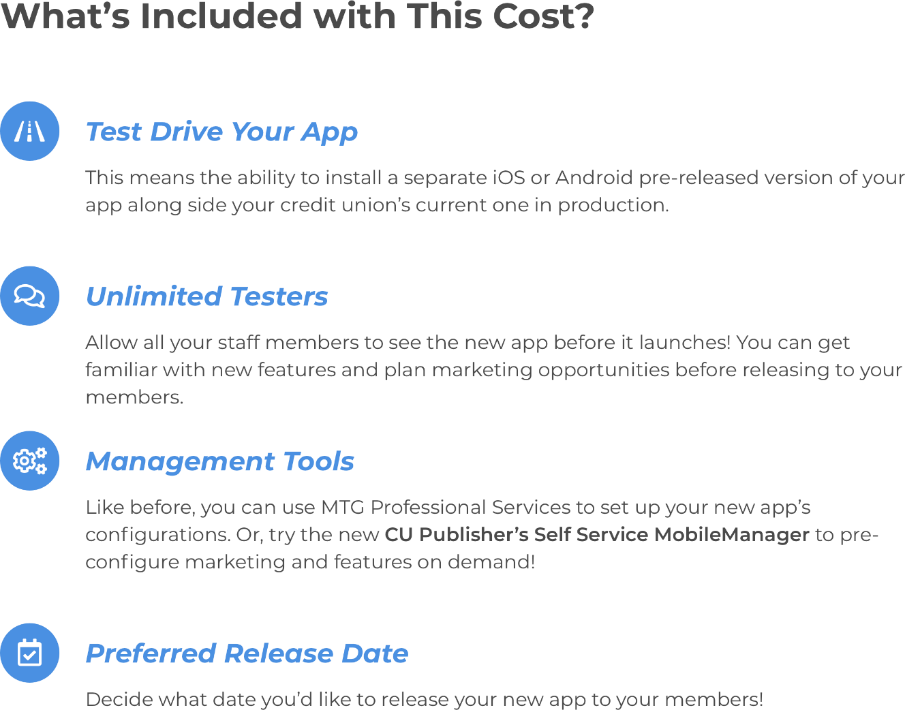 What’s Included with This Cost?
Test Drive Your App
This means the ability to install a separate iOS or Android pre-released version of your
app along side your credit union’s current one in production.
Unlimited Testers
Allow all your staff members to see the new app before it launches! You can get
familiar with new features and plan marketing opportunities before releasing to your
members.
Management Tools
Like before, you can use MTG Professional Services to set up your new app’s
configurations. Or, try the new CU Publisher’s Self Service MobileManager to pre-
configure marketing and features on demand!
Preferred Release Date
Decide what date you’d like to release your new app to your members!